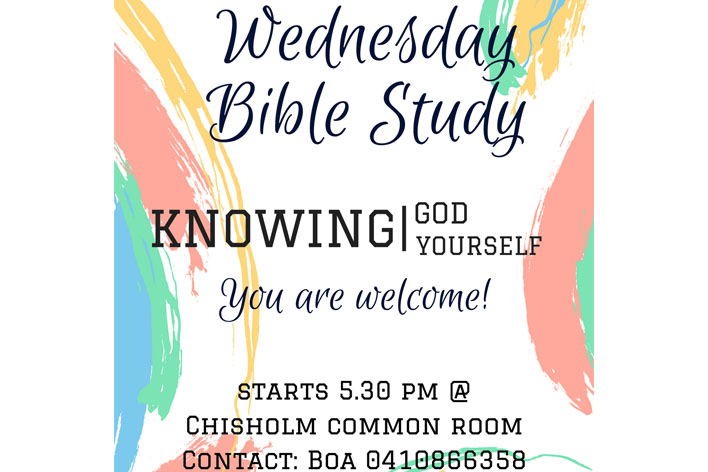 Wednesday
Bible Study
KNOWING|GOD
YOURSELF
You are welcome!
STARTS 5.30 PM @
CHISHOLM COMMON ROOM
CONTACT: BOA 0410866358